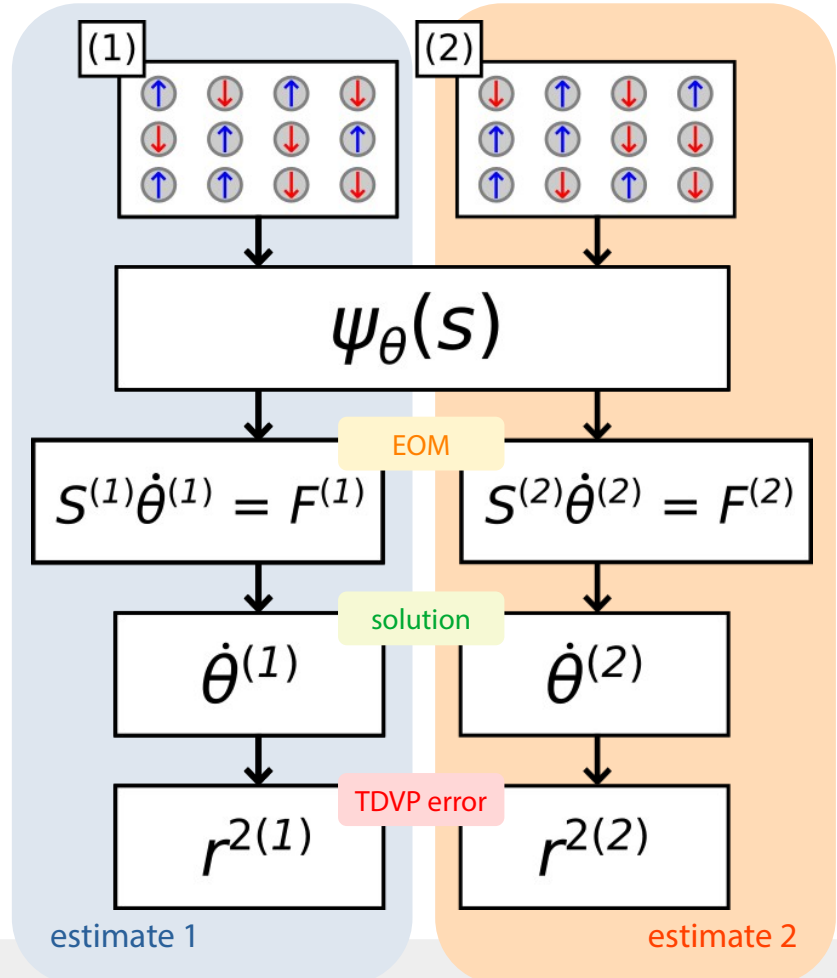 (1)
(2)
↑ ↓ ↑ ↓
↓ ↑ ↓ ↑
↑ ↑ ↓ ↓
↓ ↑ ↓ ↑
↑ ↑ ↓ ↓
↑ ↓ ↑ ↓
ψ_θ(s)
EOM
S⁽¹⁾θ̇⁽¹⁾ = F⁽¹⁾
S⁽²⁾θ̇⁽²⁾ = F⁽²⁾
solution
θ̇⁽¹⁾
θ̇⁽²⁾
TDVP error
r²⁽¹⁾
r²⁽²⁾
estimate 1
estimate 2